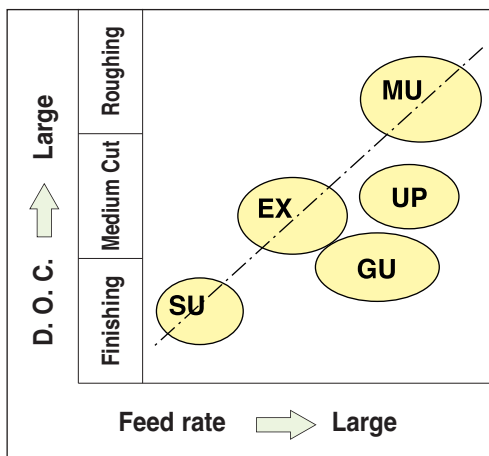 Roughing
Medium Cut
Finishing
D. O. C.
Large
MU
UP
EX
GU
SU
Feed rate
Large